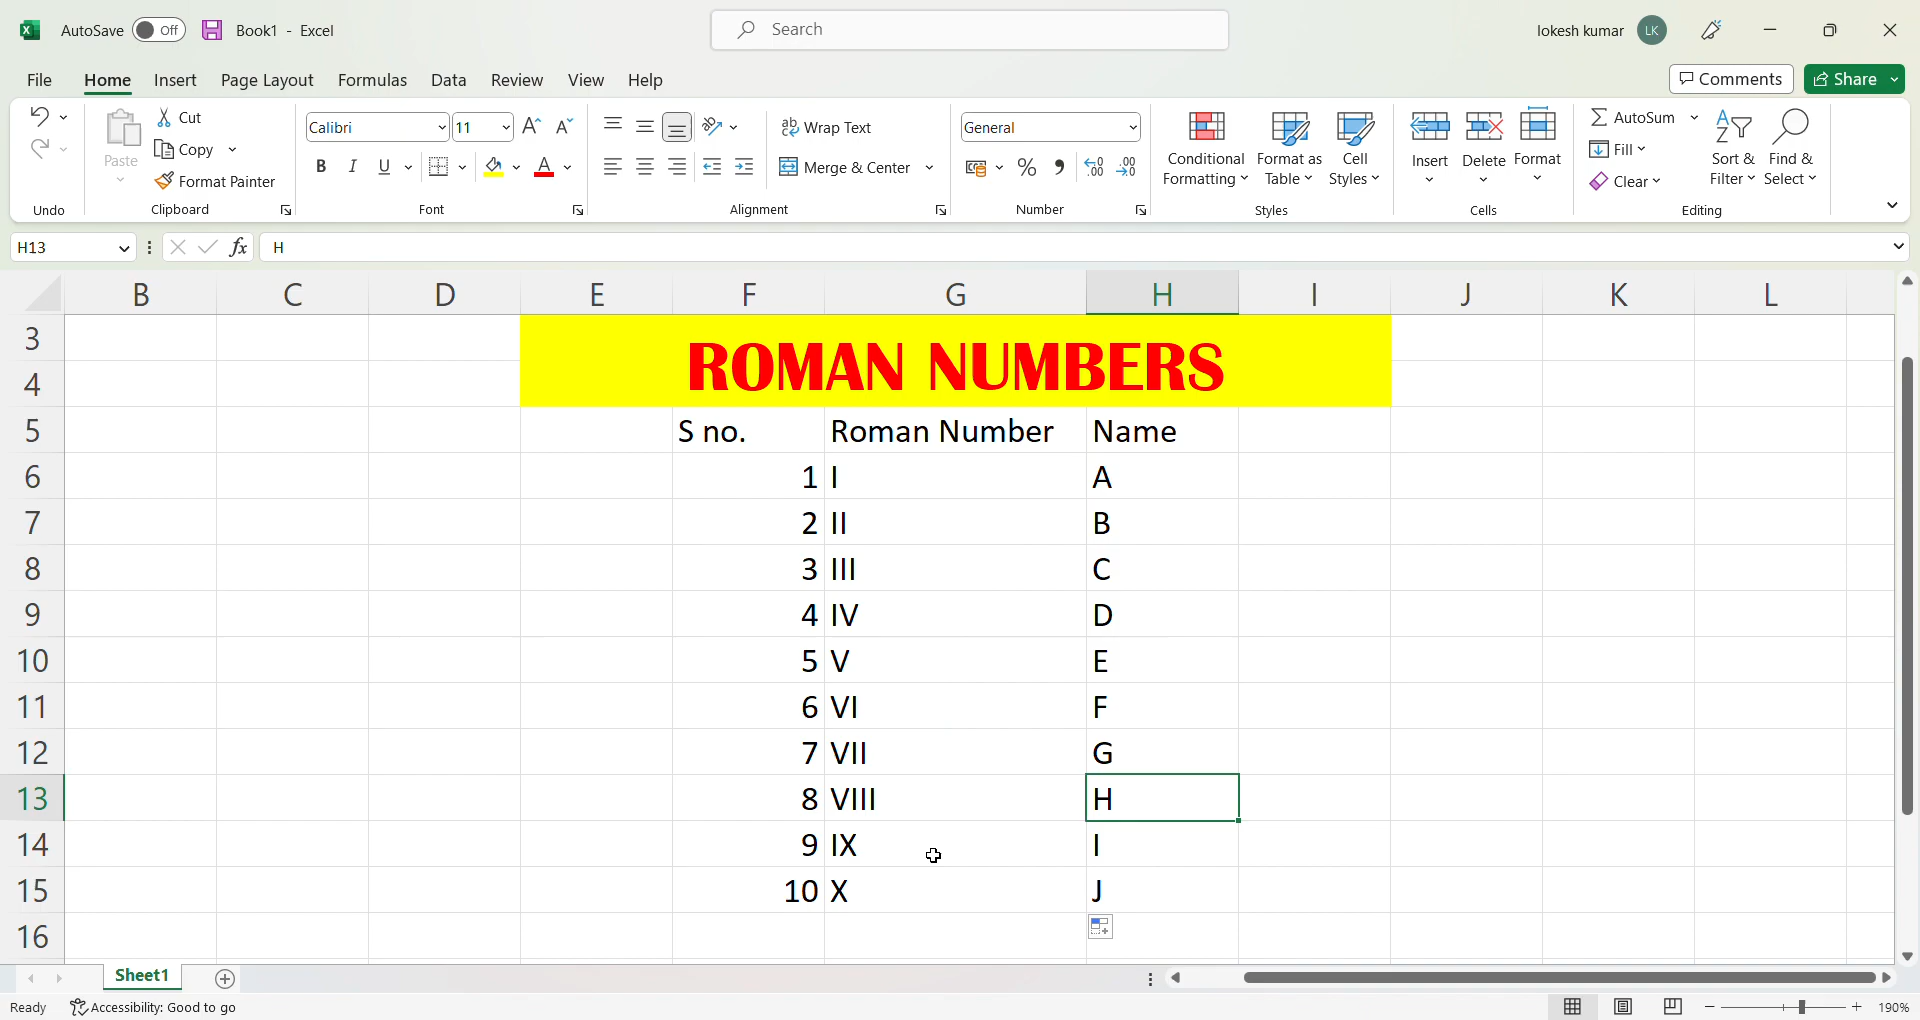 AutoSave Off Book1 - Excel Search lokesh kumar LK
File Home Insert Page Layout Formulas Data Review View Help Comments Share
Undo
Paste Cut Copy Format Painter
Clipboard
Calibri 11
B I U A
Font
ab Wrap Text
Merge & Center
Alignment
General
% , .00 .00
Number
Conditional Formatting Format as Table Cell Styles
Styles
Insert Delete Format
Cells
AutoSum Fill Clear
Sort & Filter Find & Select
Editing
H13 fx H
B C D E F G H I J K L
3
ROMAN NUMBERS
4
5 S no. Roman Number Name
6 1 I A
7 2 II B
8 3 III C
9 4 IV D
10 5 V E
11 6 VI F
12 7 VII G
13 8 VIII H
14 9 IX I
15 10 X J
16
Sheet1
Ready Accessibility: Good to go 190%